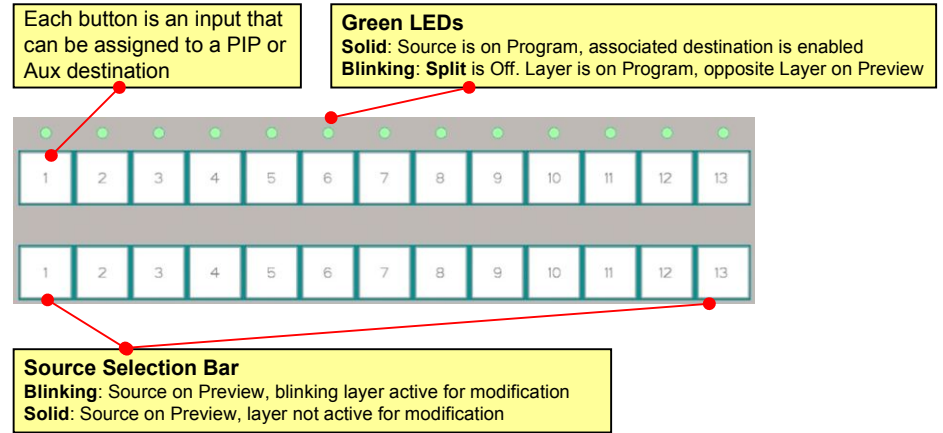 Each button is an input that
can be assigned to a PIP or
Aux destination
Green LEDs
Solid: Source is on Program, associated destination is enabled
Blinking: Split is Off. Layer is on Program, opposite Layer on Preview
1 2 3 4 5 6 7 8 9 10 11 12 13
1 2 3 4 5 6 7 8 9 10 11 12 13
Source Selection Bar
Blinking: Source on Preview, blinking layer active for modification
Solid: Source on Preview, layer not active for modification